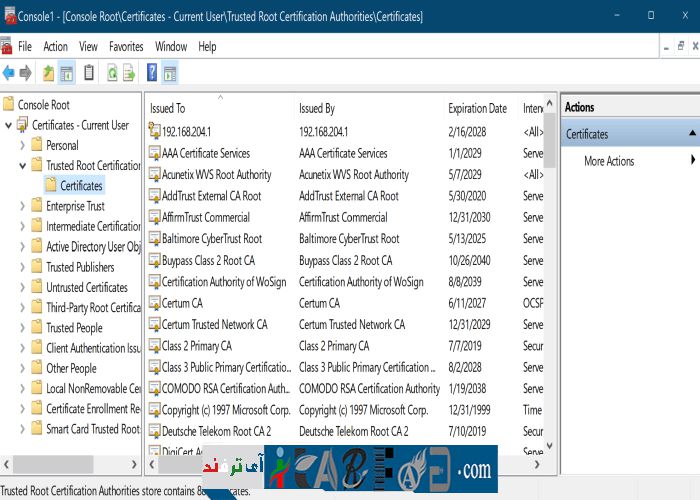 Console1 - [Console Root\Certificates - Current User\Trusted Root Certification Authorities\Certificates]
File Action View Favorites Window Help
Console Root
Certificates - Current User
Personal
Trusted Root Certification
Certificates
Enterprise Trust
Intermediate Certification
Active Directory User Obj
Trusted Publishers
Untrusted Certificates
Third-Party Root Certifica
Trusted People
Client Authentication Issu
Other People
Local NonRemovable Cer
Certificate Enrollment Re
Smart Card Trusted Roots
Issued To Issued By Expiration Date Inten
192.168.204.1 192.168.204.1 2/16/2028 <All>
AAA Certificate Services AAA Certificate Services 1/1/2029 Serve
Acunetix WVS Root Authority Acunetix WVS Root Authority 5/7/2029 <All>
AddTrust External CA Root AddTrust External CA Root 5/30/2020 Serve
AffirmTrust Commercial AffirmTrust Commercial 12/31/2030 Serve
Baltimore CyberTrust Root Baltimore CyberTrust Root 5/13/2025 Serve
Buypass Class 2 Root CA Buypass Class 2 Root CA 10/26/2040 Serve
Certification Authority of WoSign Certification Authority of WoSign 8/8/2039 Serve
Certum CA Certum CA 6/11/2027 OCSP
Certum Trusted Network CA Certum Trusted Network CA 12/31/2029 Serve
Class 2 Primary CA Class 2 Primary CA 7/7/2019 Secur
Class 3 Public Primary Certificatio... Class 3 Public Primary Certification ... 8/2/2028 Serve
COMODO RSA Certification Auth... COMODO RSA Certification Authority 1/19/2038 Serve
Copyright (c) 1997 Microsoft Corp. Copyright (c) 1997 Microsoft Corp. 12/31/1999 Time
Deutsche Telekom Root CA 2 Deutsche Telekom Root CA 2 7/10/2019 Secur
DigiCert A
Actions
Certificates
More Actions
آی ترفند
.com
Trusted Root Certification Authorities store contains